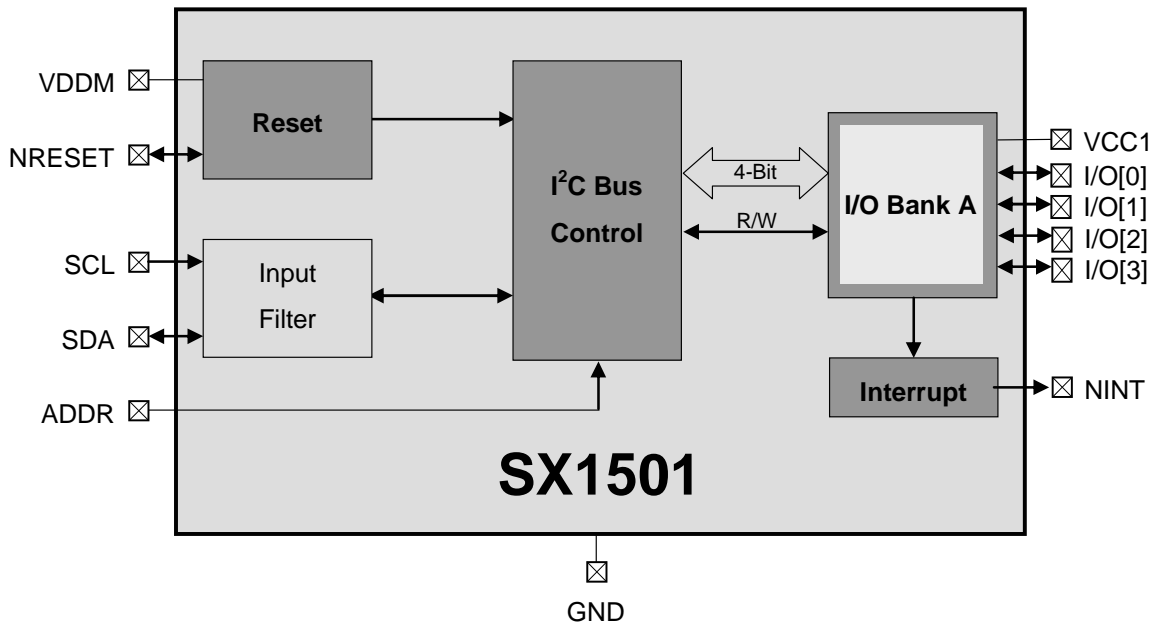 VDDM
NRESET
SCL
SDA
ADDR
Reset
Input
Filter
I²C Bus
Control
4-Bit
R/W
I/O Bank A
Interrupt
VCC1
I/O[0]
I/O[1]
I/O[2]
I/O[3]
NINT
SX1501
GND